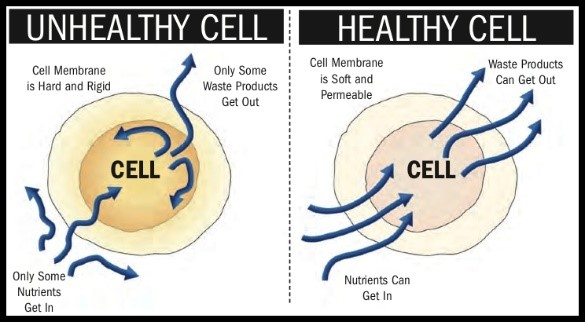 UNHEALTHY CELL
Cell Membrane
is Hard and Rigid
Only Some
Waste Products
Get Out
CELL
Only Some
Nutrients
Get In
HEALTHY CELL
Cell Membrane
is Soft and
Permeable
Waste Products
Can Get Out
CELL
Nutrients Can
Get In